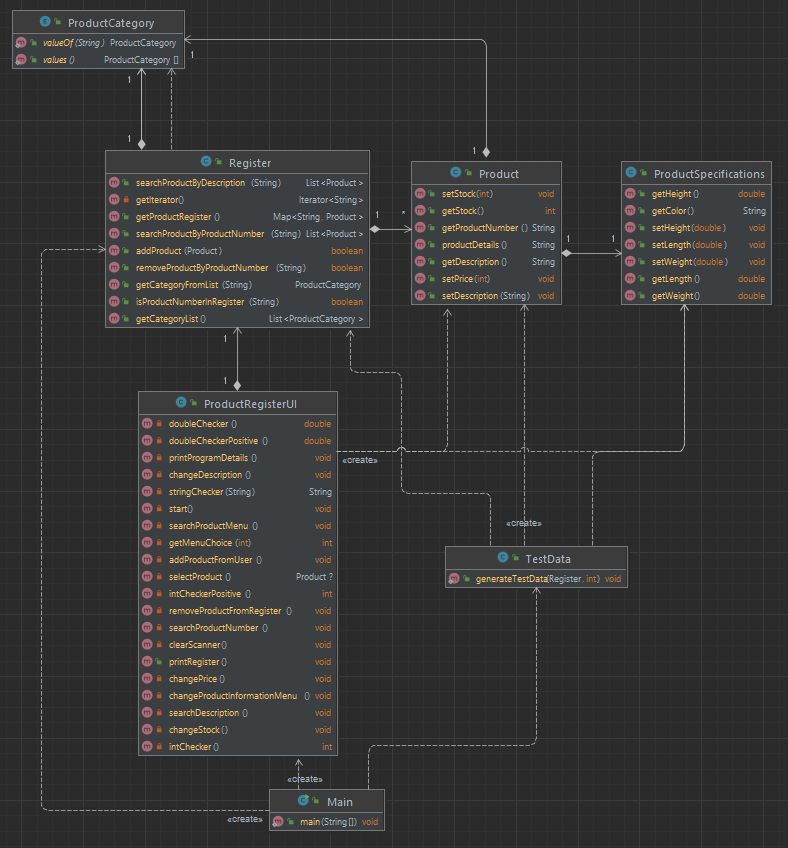 ProductCategory
valueOf(String) ProductCategory
values() ProductCategory []
1
1
1
1
Register
searchProductByDescription (String) List<Product>
getIterator() Iterator<String>
getProductRegister () Map<String, Product>
searchProductByProductNumber (String) List<Product>
addProduct (Product) boolean
removeProductByProductNumber (String) boolean
getCategoryFromList (String) ProductCategory
isProductNumberInRegister (String) boolean
getCategoryList () List<ProductCategory>
1
*
Product
setStock(int) void
getStock() int
getProductNumber () String
productDetails () String
getDescription () String
setPrice(int) void
setDescription (String) void
1
1
ProductSpecifications
getHeight () double
getColor() String
setHeight(double) void
setLength(double) void
setWeight(double) void
getLength () double
getWeight() double
1
1
ProductRegisterUI
doubleChecker () double
doubleCheckerPositive () double
printProgramDetails () void
changeDescription () void
stringChecker (String) String
start() void
searchProductMenu () void
getMenuChoice (int) int
addProductFromUser () void
selectProduct () Product ?
intCheckerPositive () int
removeProductFromRegister () void
searchProductNumber () void
clearScanner() void
printRegister () void
changePrice() void
changeProductInformationMenu () void
searchDescription () void
changeStock() void
intChecker () int
«create»
«create»
TestData
generateTestData(Register, int) void
«create»
«create»
Main
main(String[]) void